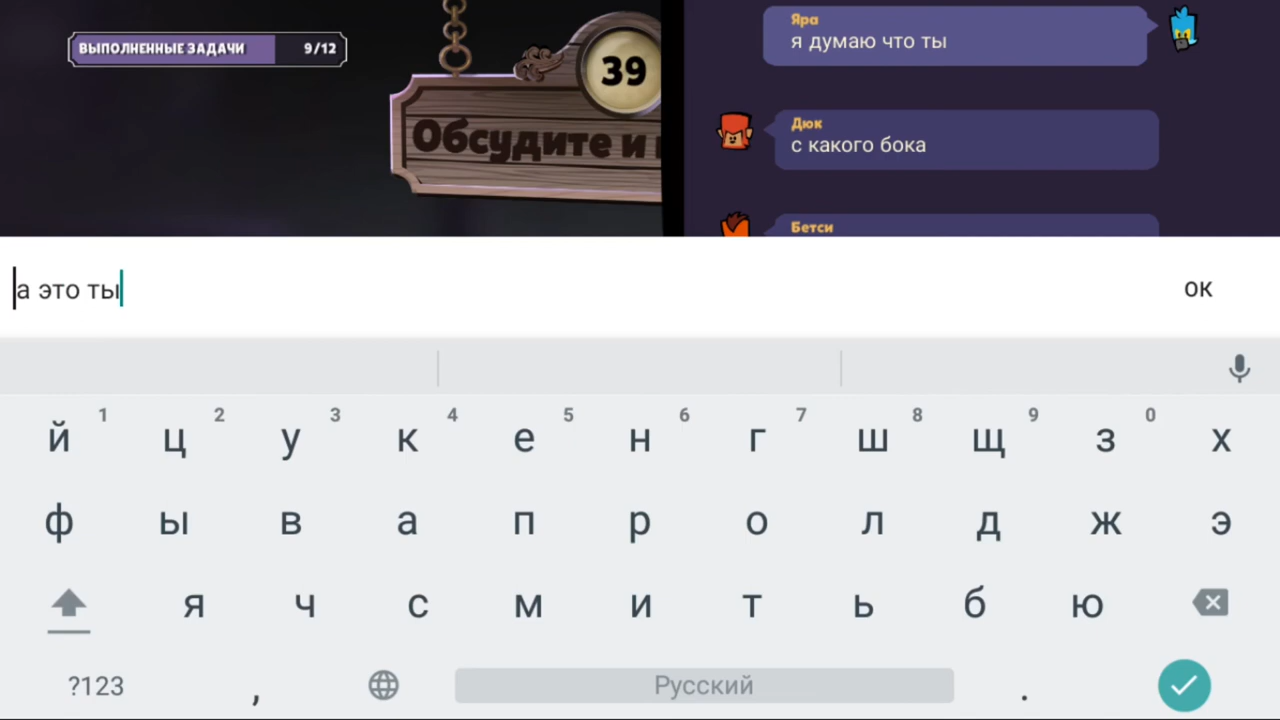 ВЫПОЛНЕННЫЕ ЗАДАЧИ 9/12
39
Обсудите и
Яра
я думаю что ты
Дюк
с какого бока
Бетси
а это ты
ОК
1 2 3 4 5 6 7 8 9 0
й ц у к е н г ш щ з х
ф ы в а п р о л д ж э
я ч с м и т ь б ю
?123 , Русский .